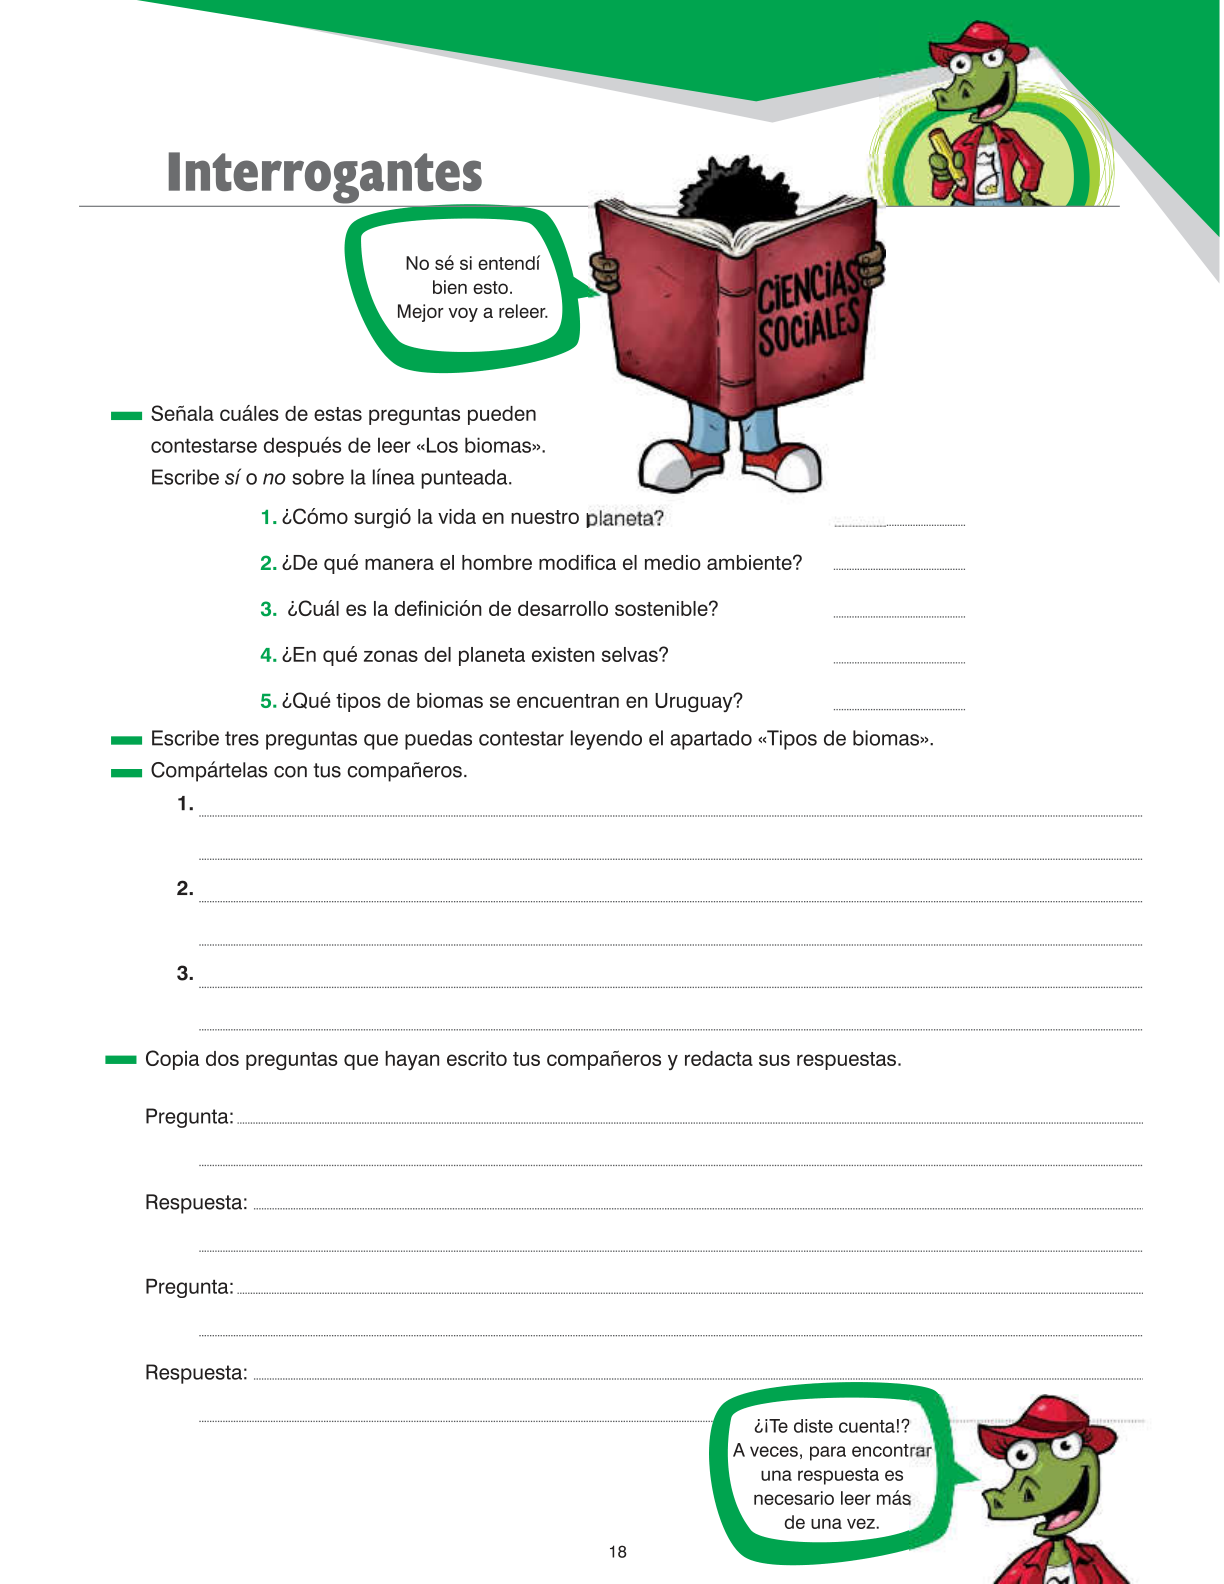 Interrogantes
CiENCiAS
SOCiALES
No sé si entendí
bien esto.
Mejor voy a releer.
Señala cuáles de estas preguntas pueden
contestarse después de leer «Los biomas».
Escribe sí o no sobre la línea punteada.
1. ¿Cómo surgió la vida en nuestro planeta?
2. ¿De qué manera el hombre modifica el medio ambiente?
3. ¿Cuál es la definición de desarrollo sostenible?
4. ¿En qué zonas del planeta existen selvas?
5. ¿Qué tipos de biomas se encuentran en Uruguay?
Escribe tres preguntas que puedas contestar leyendo el apartado «Tipos de biomas».
Compártelas con tus compañeros.
1.
2.
3.
Copia dos preguntas que hayan escrito tus compañeros y redacta sus respuestas.
Pregunta:
Respuesta:
Pregunta:
Respuesta:
¿¡Te diste cuenta!?
A veces, para encontrar
una respuesta es
necesario leer más
de una vez.
18